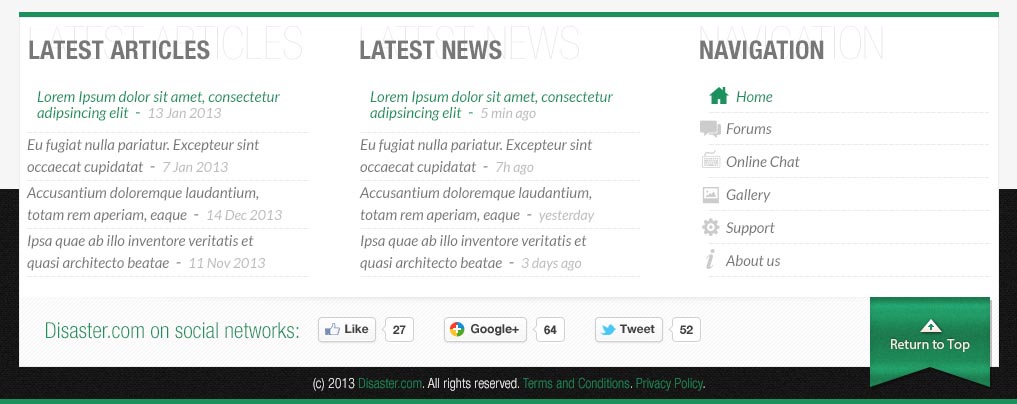 LATEST ARTICLES
Lorem Ipsum dolor sit amet, consectetur
adipsincing elit - 13 Jan 2013
Eu fugiat nulla pariatur. Excepteur sint
occaecat cupidatat - 7 Jan 2013
Accusantium doloremque laudantium,
totam rem aperiam, eaque - 14 Dec 2013
Ipsa quae ab illo inventore veritatis et
quasi architecto beatae - 11 Nov 2013
LATEST NEWS
Lorem Ipsum dolor sit amet, consectetur
adipsincing elit - 5 min ago
Eu fugiat nulla pariatur. Excepteur sint
occaecat cupidatat - 7h ago
Accusantium doloremque laudantium,
totam rem aperiam, eaque - yesterday
Ipsa quae ab illo inventore veritatis et
quasi architecto beatae - 3 days ago
NAVIGATION
Home
Forums
Online Chat
Gallery
Support
About us
Disaster.com on social networks: Like 27 Google+ 64 Tweet 52
Return to Top
(c) 2013 Disaster.com. All rights reserved. Terms and Conditions. Privacy Policy.